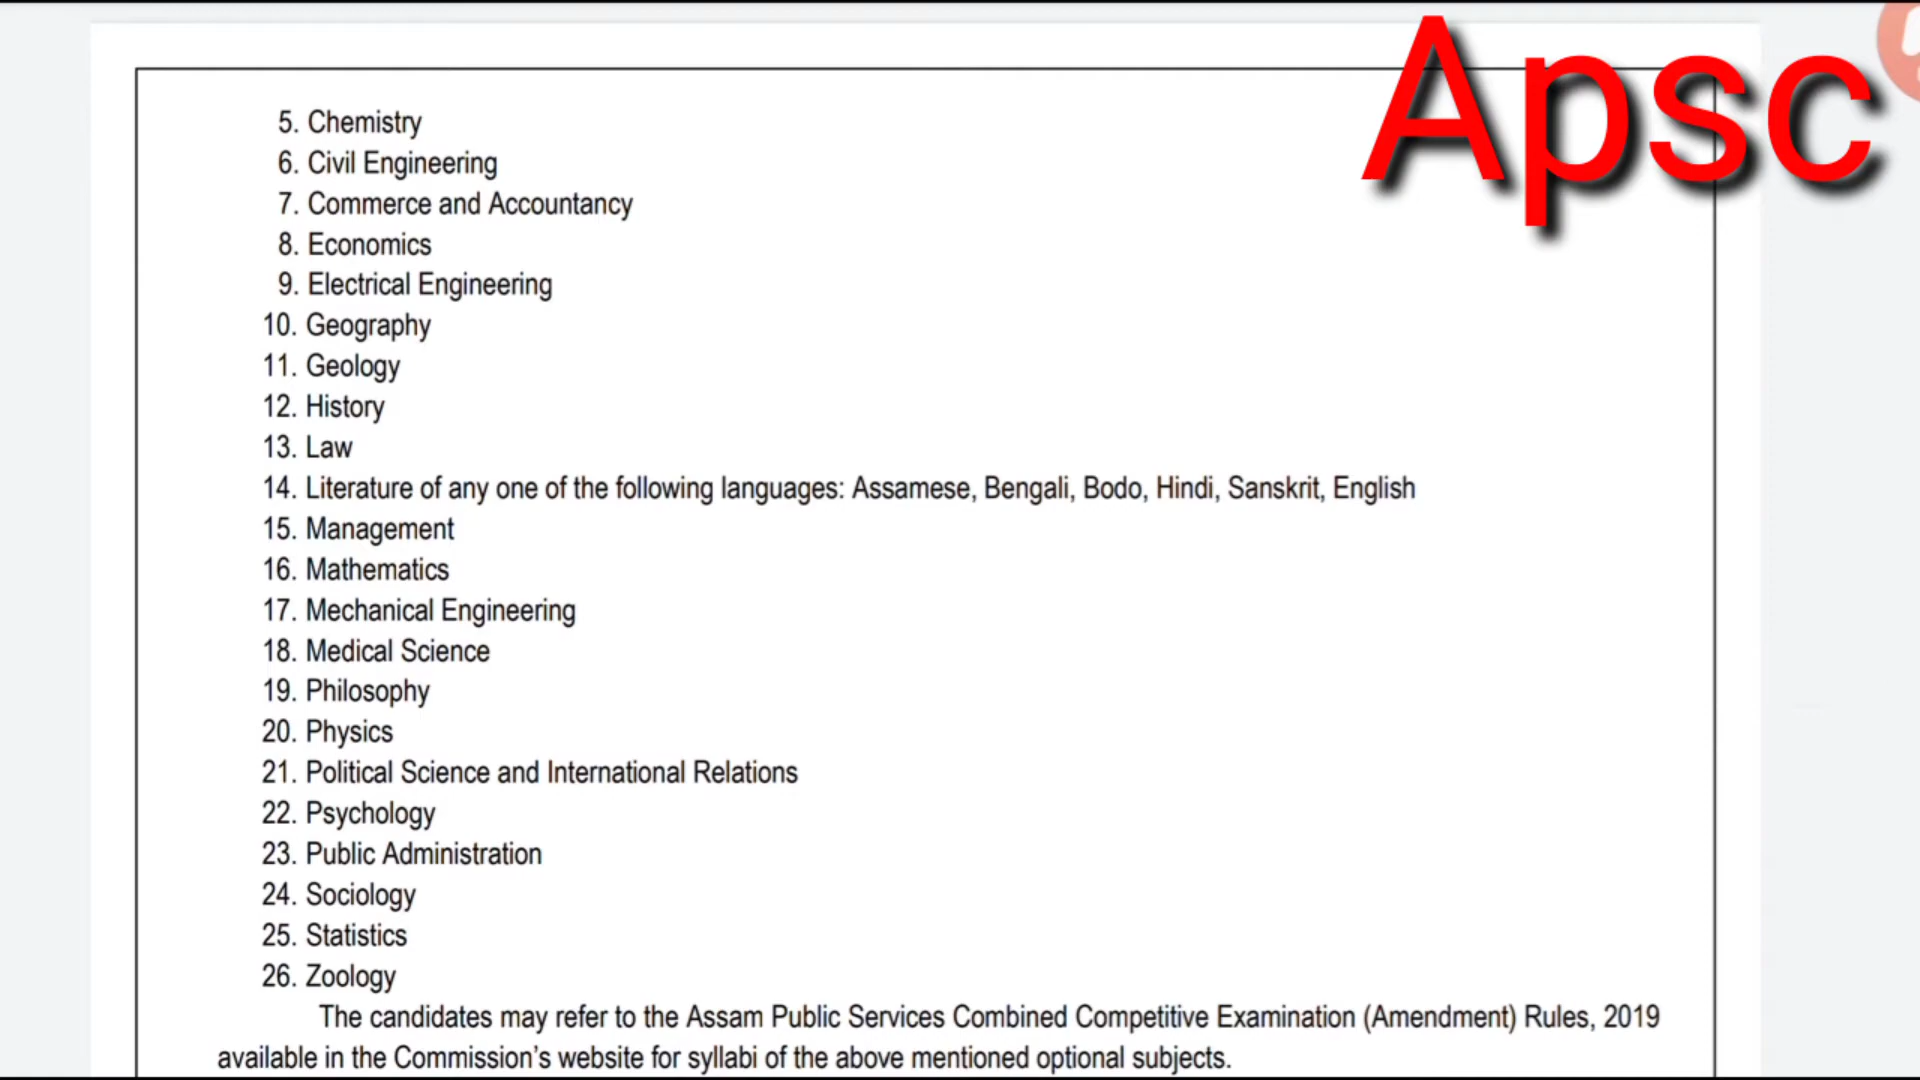 Apsc
5. Chemistry
6. Civil Engineering
7. Commerce and Accountancy
8. Economics
9. Electrical Engineering
10. Geography
11. Geology
12. History
13. Law
14. Literature of any one of the following languages: Assamese, Bengali, Bodo, Hindi, Sanskrit, English
15. Management
16. Mathematics
17. Mechanical Engineering
18. Medical Science
19. Philosophy
20. Physics
21. Political Science and International Relations
22. Psychology
23. Public Administration
24. Sociology
25. Statistics
26. Zoology
The candidates may refer to the Assam Public Services Combined Competitive Examination (Amendment) Rules, 2019
available in the Commission’s website for syllabi of the above mentioned optional subjects.